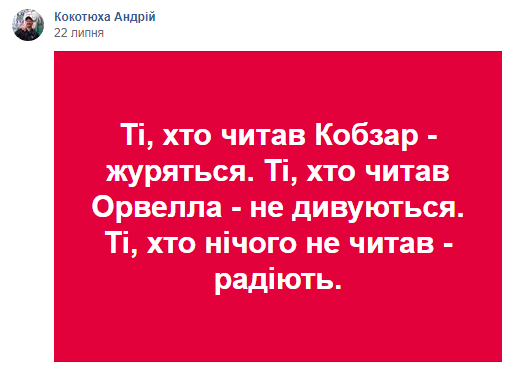 Кокотюха Андрій
22 липня
Ті, хто читав Кобзар -
журяться. Ті, хто читав
Орвелла - не дивуються.
Ті, хто нічого не читав -
радіють.